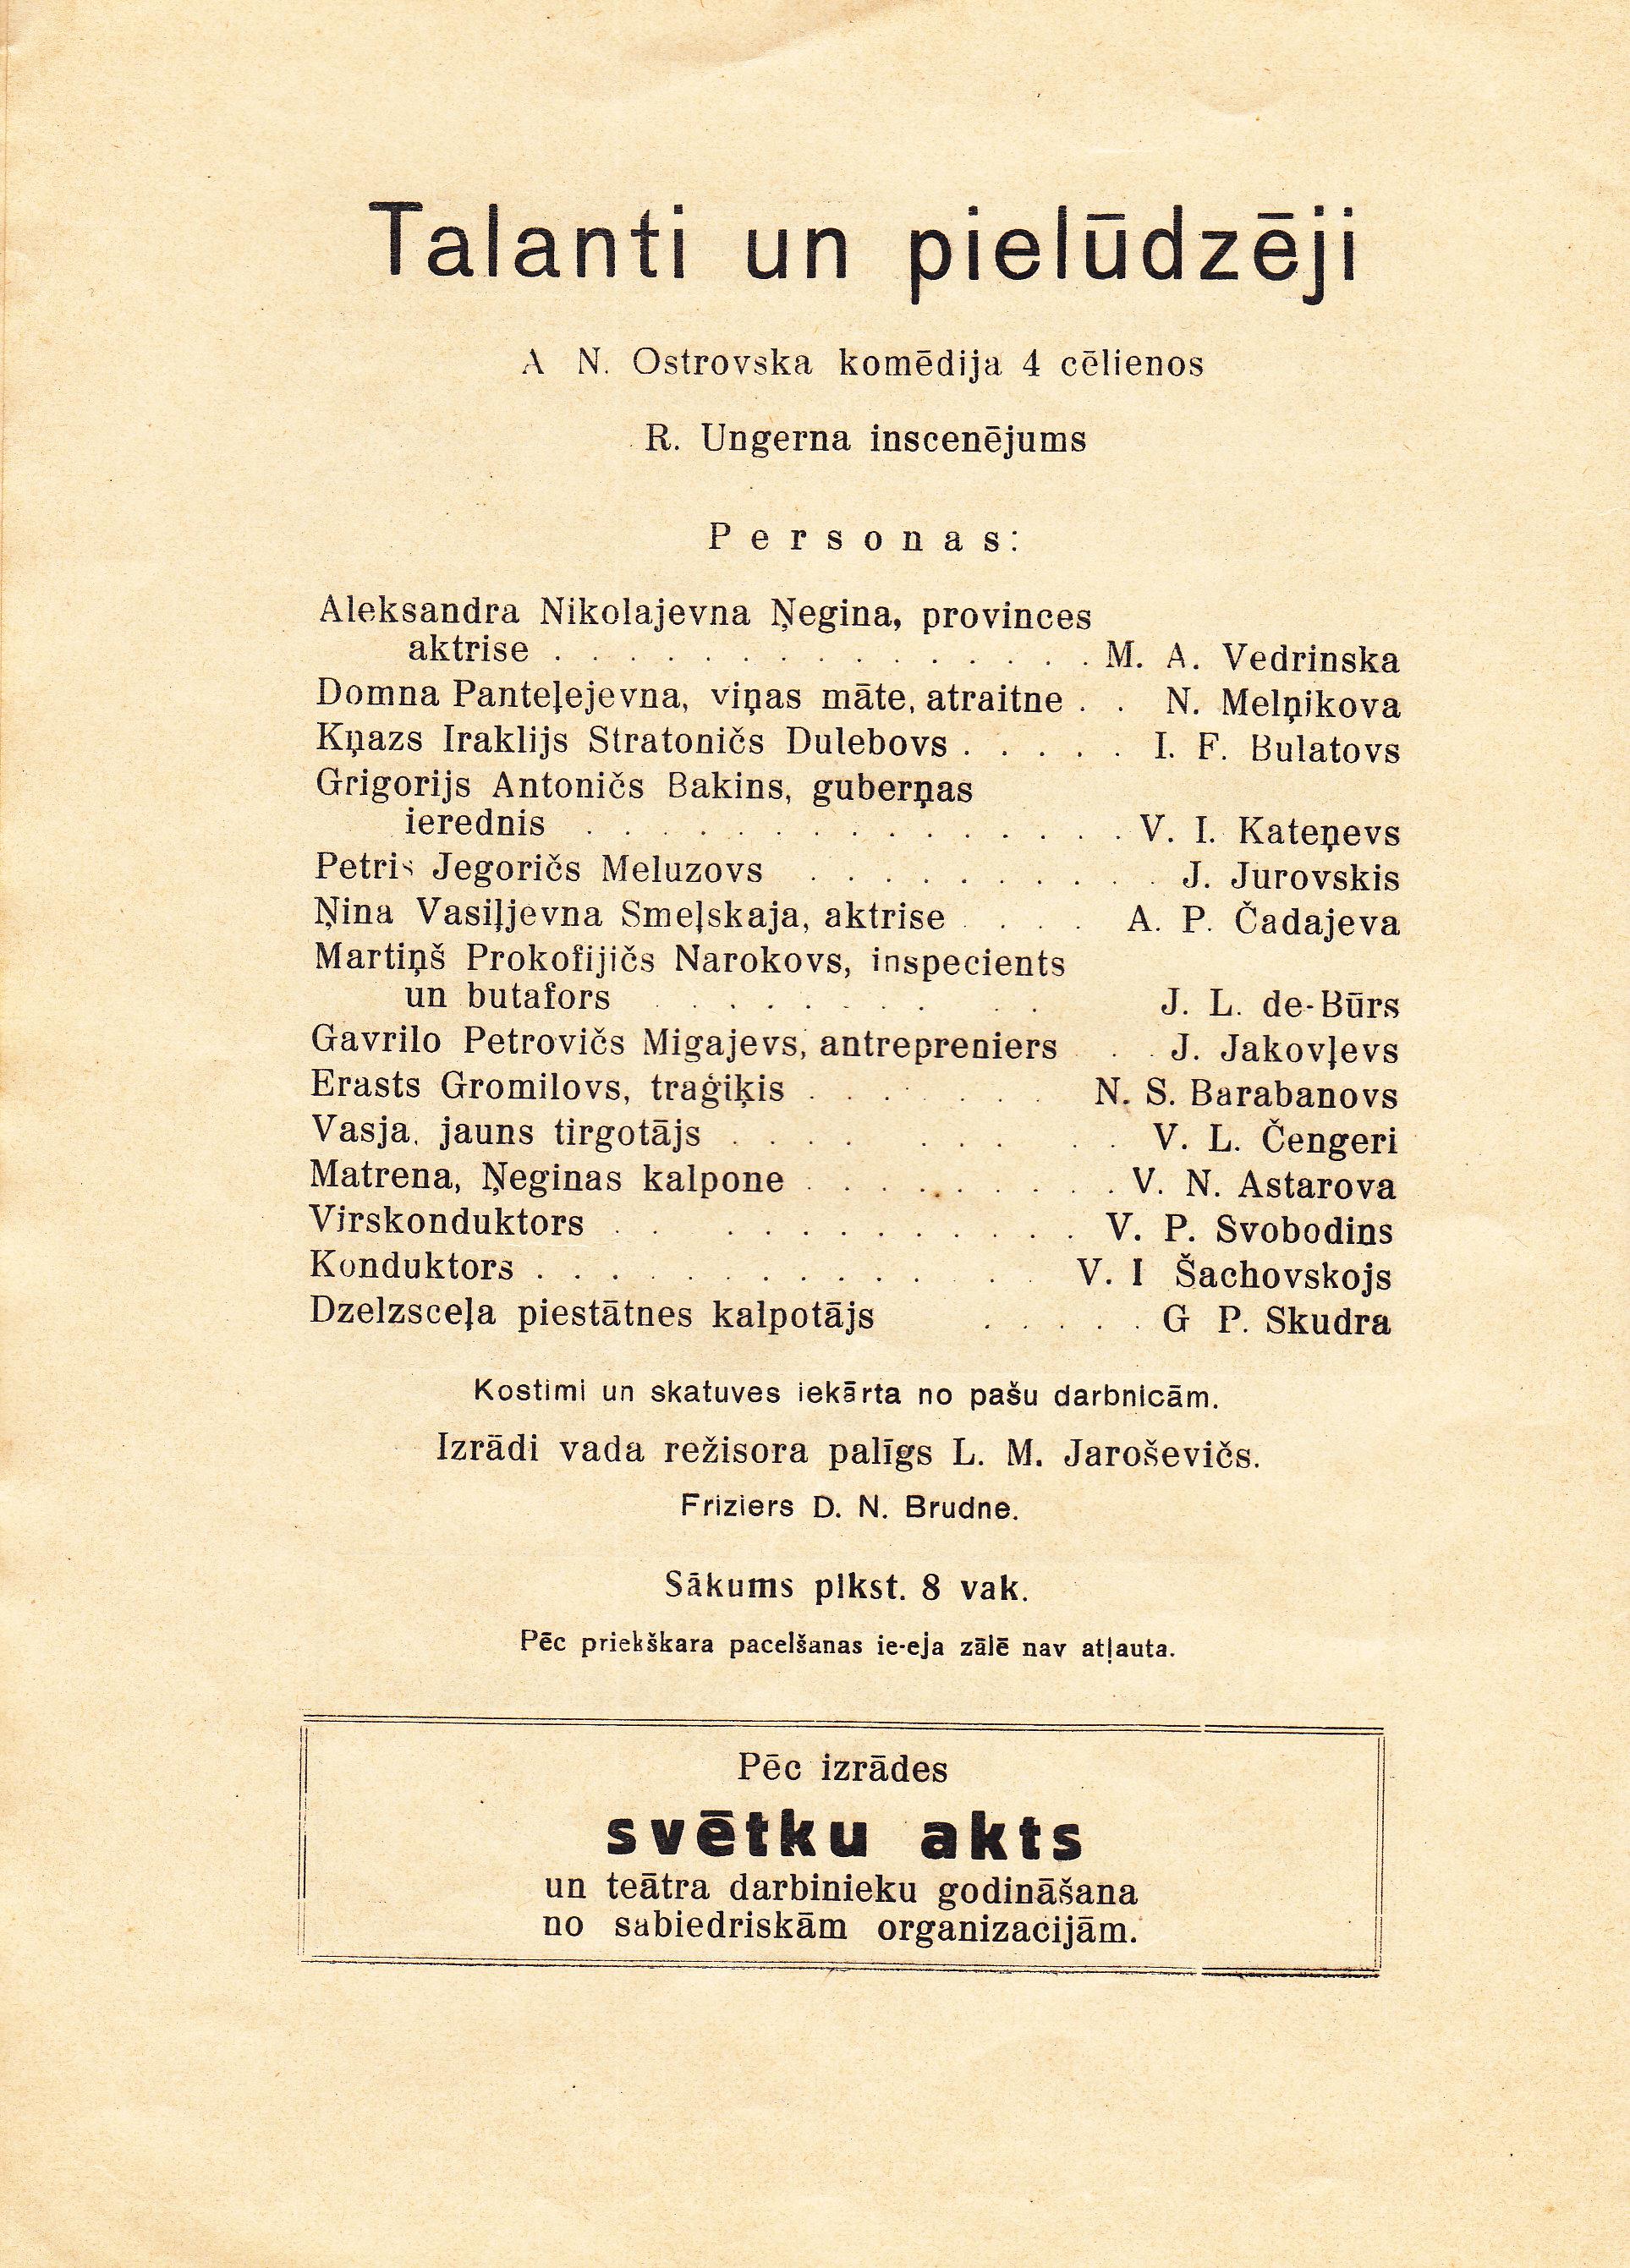 Talanti un pielūdzēji
A N. Ostrovska komēdija 4 cēlienos
R. Ungerna inscenējums
Personas:
Aleksandra Nikolajevna Ņegina, provinces
aktrise . . . . . . . . . . . . . . . M. A. Vedrinska
Domna Panteļejevna, viņas māte, atraitne . . N. Meļņikova
Kņazs Iraklijs Stratoničs Dulebovs . . . . . I. F. Bulatovs
Grigorijs Antoničs Bakins, guberņas
ierednis . . . . . . . . . . . . . . . V. I. Kateņevs
Petris Jegoričs Meluzovs . . . . . . . . . . J. Jurovskis
Ņina Vasiļjevna Smeļskaja, aktrise . . . . A. P. Čadajeva
Martiņš Prokofijičs Narokovs, inspecients
un butafors . . . . . . . . J. L. de-Būrs
Gavrilo Petrovičs Migajevs, antrepreniers . . . J. Jakovļevs
Erasts Gromilovs, traģiķis . . . . . . . N. S. Barabanovs
Vasja, jauns tirgotājs . . . . . . . . . V. L. Čengeri
Matrena, Ņeginas kalpone . . . . . . . . . V. N. Astarova
Virskonduktors . . . . . . . . . . . . V. P. Svobodins
Konduktors . . . . . . . . . . . . . . V. I Šachovskojs
Dzelzsceļa piestātnes kalpotājs . . . . . G P. Skudra
Kostimi un skatuves iekārta no pašu darbnicām.
Izrādi vada režisora palīgs L. M. Jaroševičs.
Friziers D. N. Brudne.
Sākums plkst. 8 vak.
Pēc priekškara pacelšanas ie-eja zālē nav atļauta.
Pēc izrādes
svētku akts
un teātra darbinieku godināšana
no sabiedriskām organizacijām.